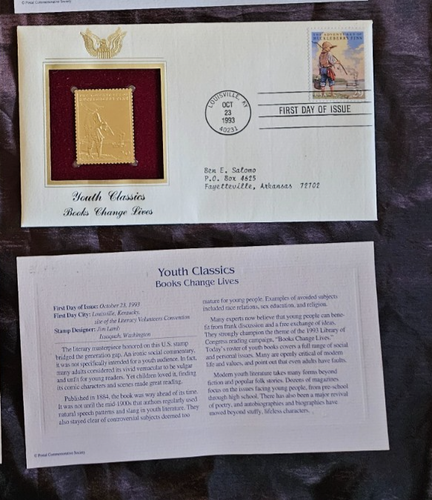 © Postal Commemorative Society
THE ADVENTURES OF
HUCKLEBERRY FINN
LOUISVILLE, KY
OCT
23
1993
40231
FIRST DAY OF ISSUE
Ben E. Salomo
P.O. Box 4625
Fayetteville, Arkansas 72702
Youth Classics
Books Change Lives
Youth Classics
Books Change Lives
First Day of Issue: October 23, 1993
First Day City: Louisville, Kentucky,
site of the Literacy Volunteers Convention
Stamp Designer: Jim Lamb
Issaquah, Washington
The literary masterpiece honored on this U.S. stamp
bridged the generation gap. An ironic social commentary,
it was not specifically intended for a youth audience. In fact,
many adults considered its vivid vernacular to be vulgar
and unfit for young readers. Yet children loved it, finding
its comic characters and scenes made great reading.
Published in 1884, the book was way ahead of its time.
It was not until the mid-1900s that authors regularly used
natural speech patterns and slang in youth literature. They
also stayed clear of controversial subjects deemed too
mature for young people. Examples of avoided subjects
included race relations, sex education, and religion.
Many experts now believe that young people can bene-
fit from frank discussion and a free exchange of ideas.
They strongly champion the theme of the 1993 Library of
Congress reading campaign, "Books Change Lives."
Today's roster of youth books covers a full range of social
and personal issues. Many are openly critical of modern
life and values, and point out that even adults have faults.
Modern youth literature takes many forms beyond
fiction and popular folk stories. Dozens of magazines
focus on the issues facing young people, from pre-school
through high school. There has also been a major revival
of poetry, and autobiographies and biographies have
moved beyond stuffy, lifeless characters.
© Postal Commemorative Society